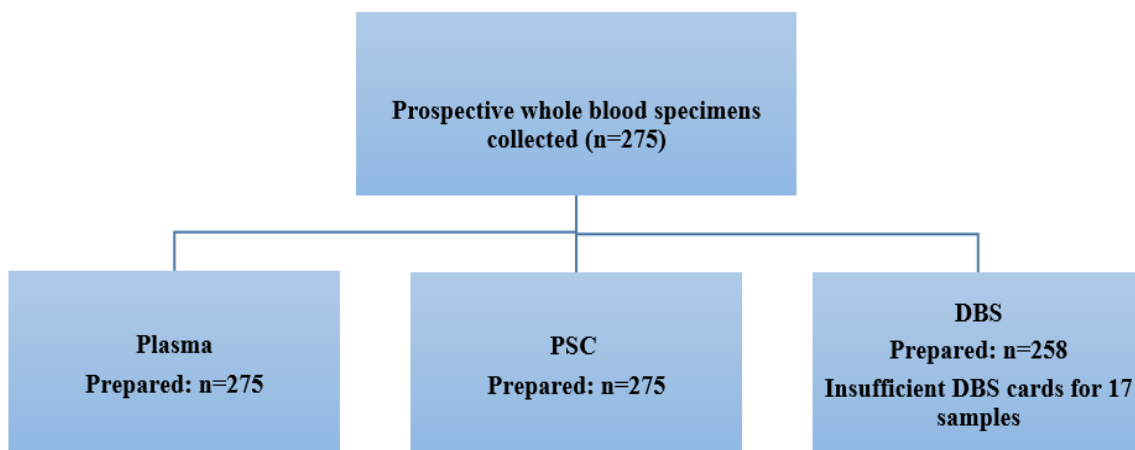 Prospective whole blood specimens
collected (n=275)
Plasma
Prepared: n=275
PSC
Prepared: n=275
DBS
Prepared: n=258
Insufficient DBS cards for 17
samples